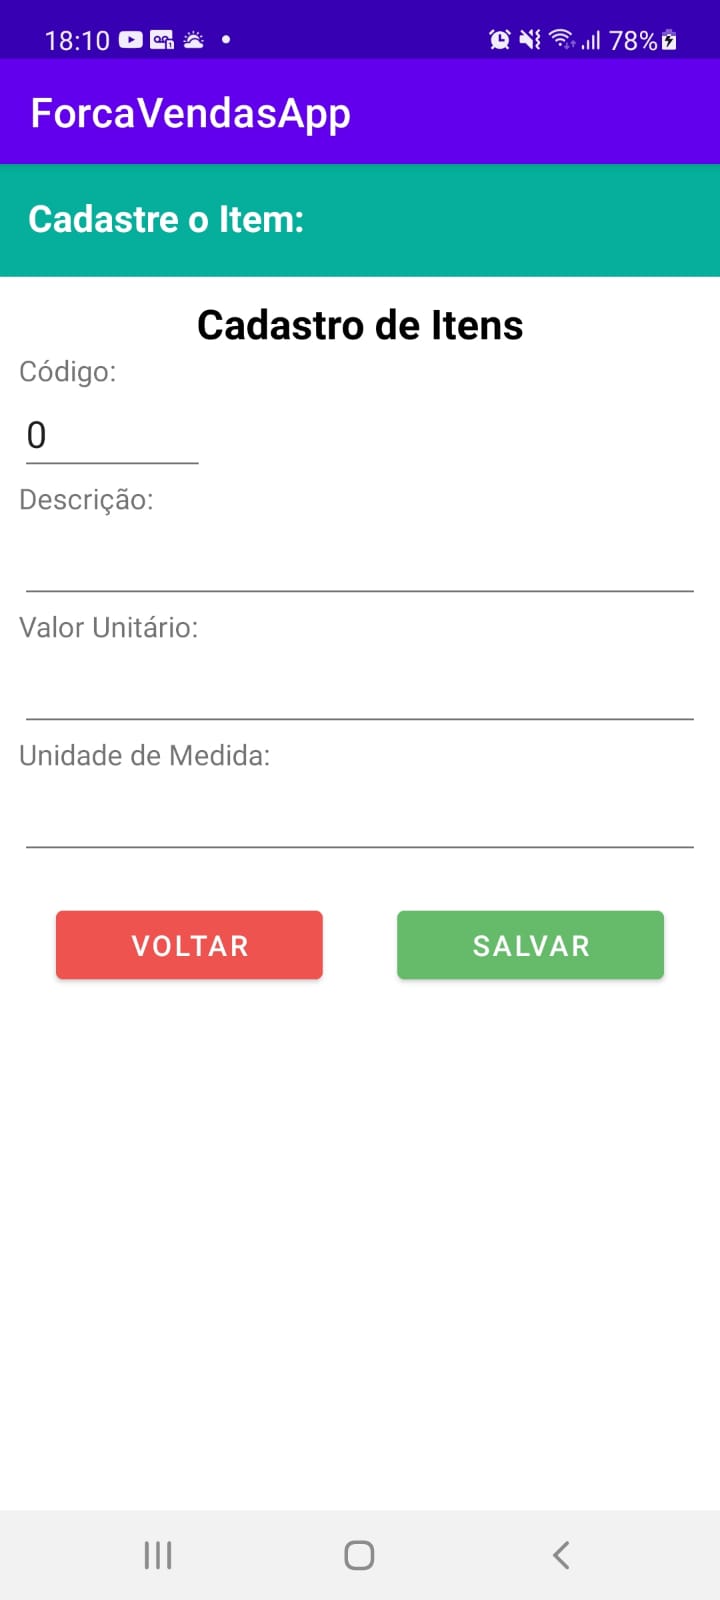 18:10 78%
ForcaVendasApp
Cadastre o Item:
Cadastro de Itens
Código:
0
Descrição:
Valor Unitário:
Unidade de Medida:
VOLTAR SALVAR